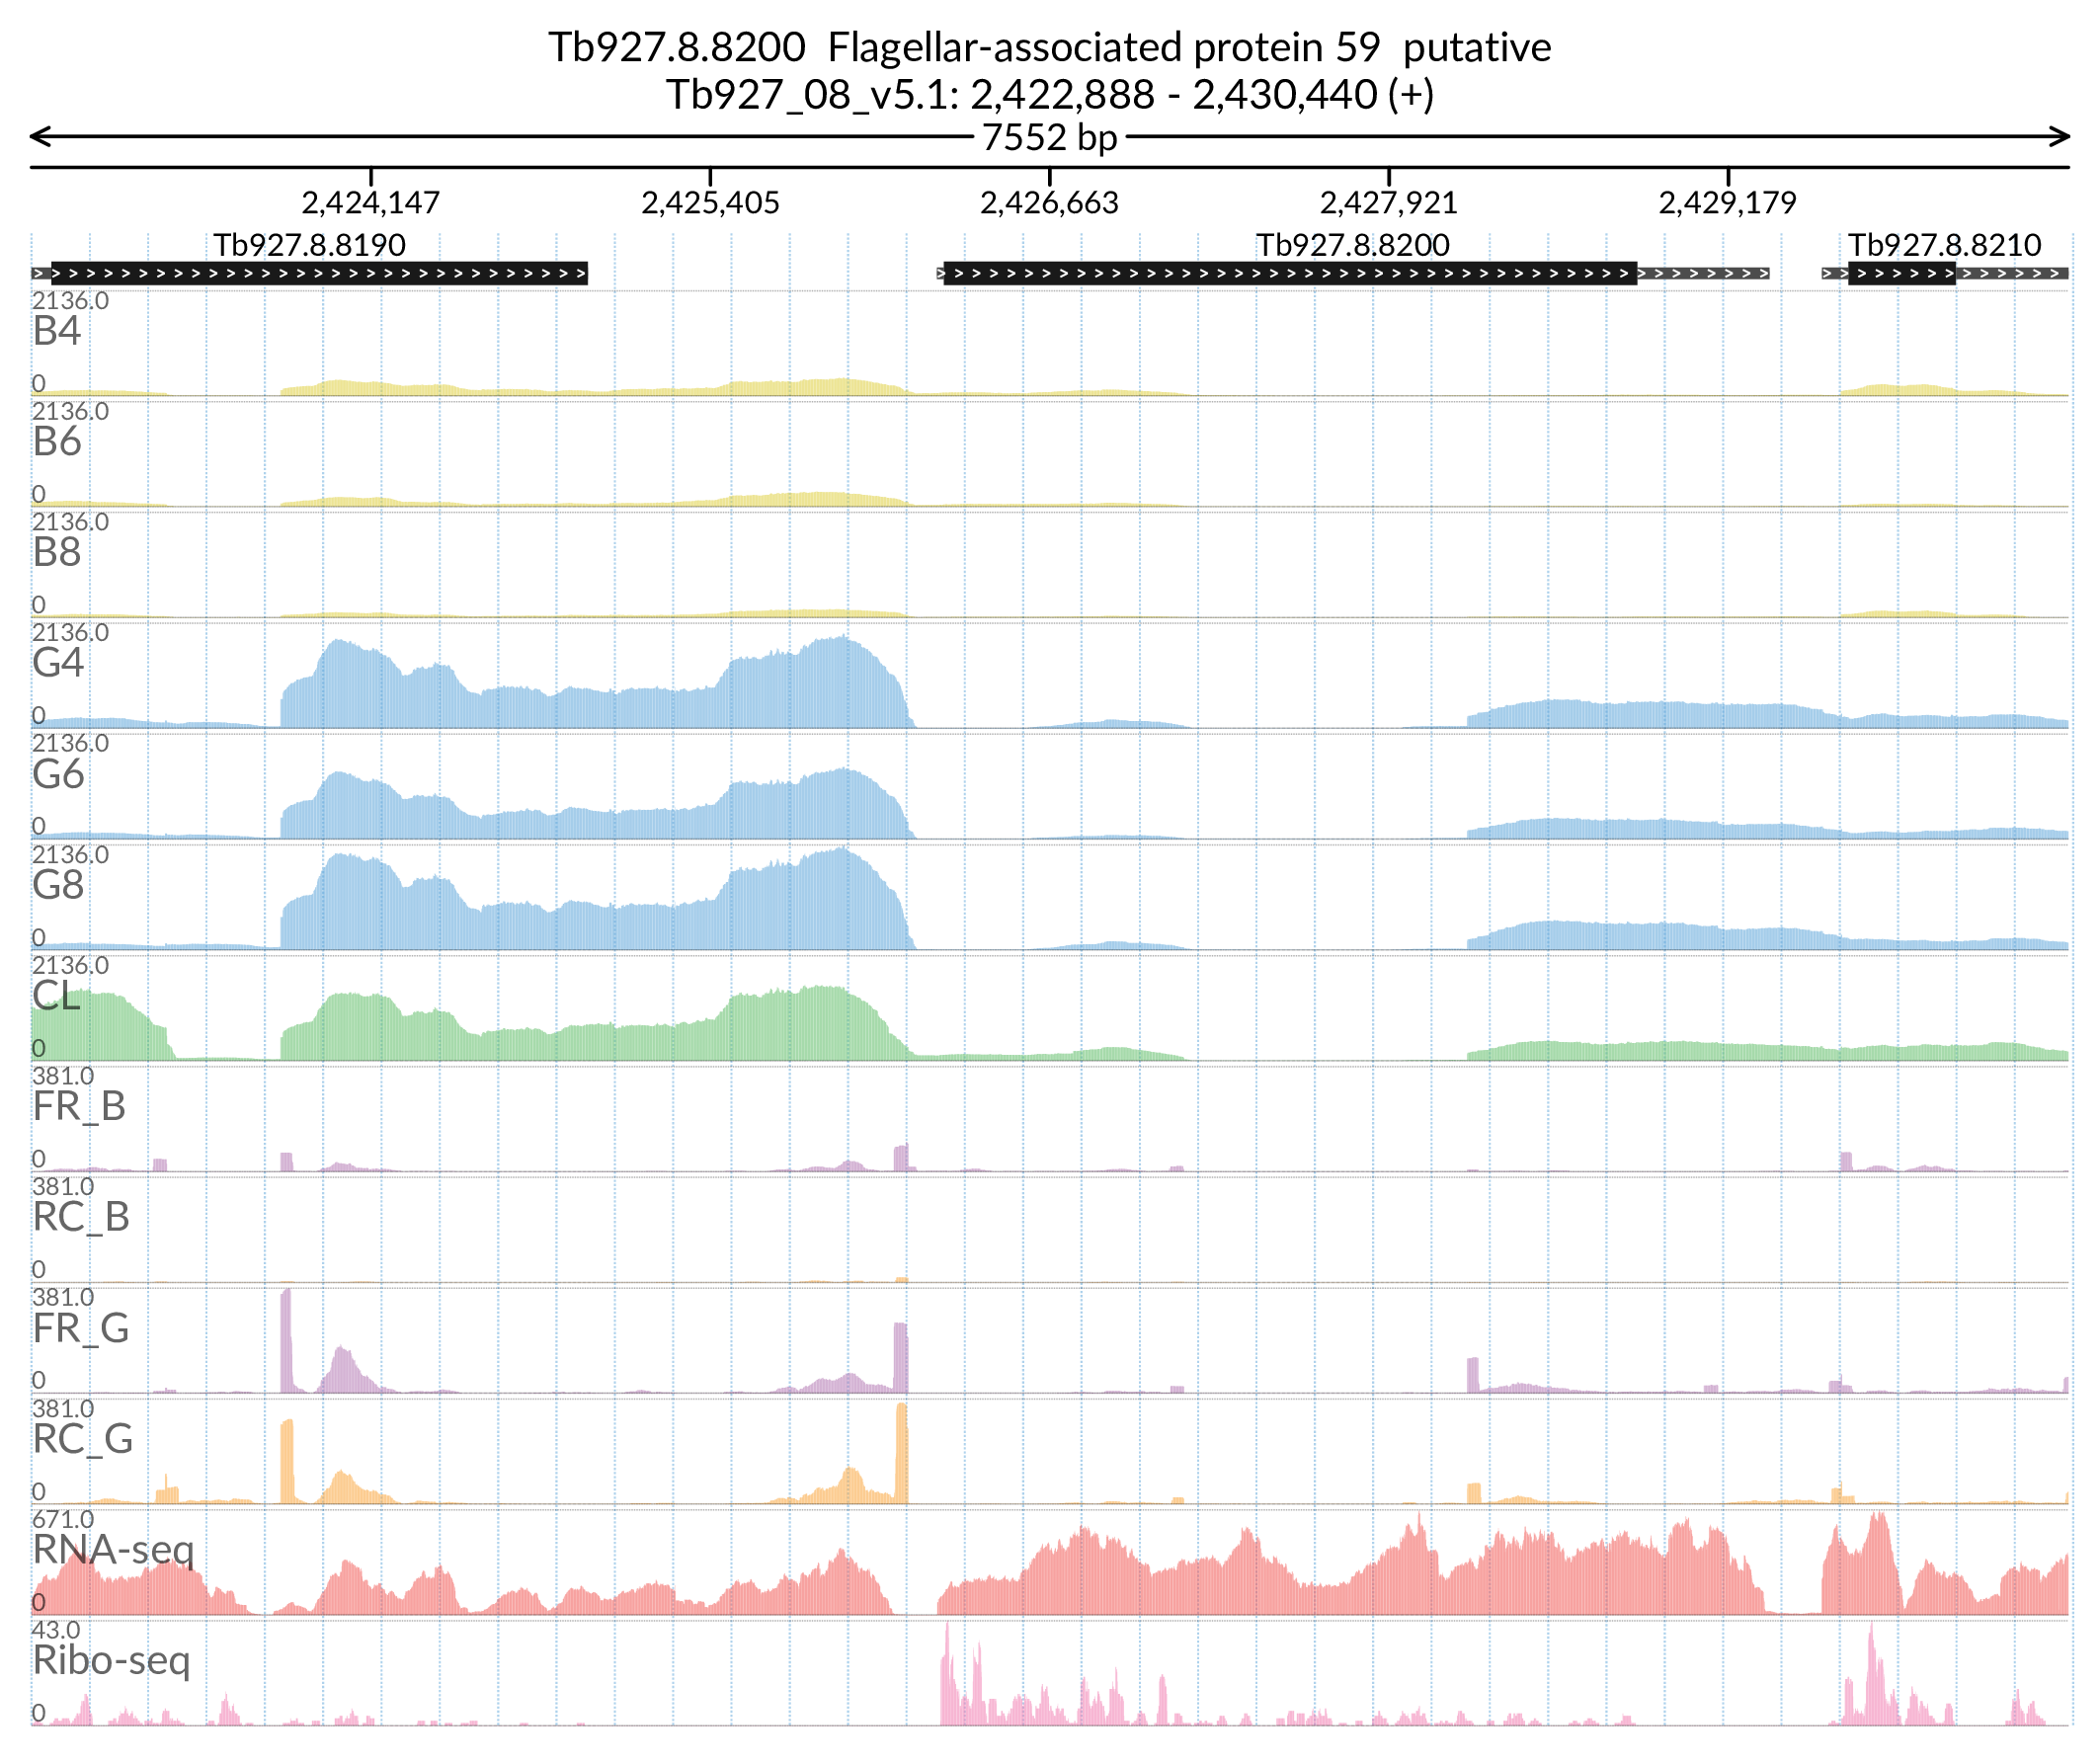 Tb927.8.8200  Flagellar-associated protein 59  putative
Tb927_08_v5.1: 2,422,888 - 2,430,440 (+)
7552 bp
2,424,147 2,425,405 2,426,663 2,427,921 2,429,179
Tb927.8.8190 Tb927.8.8200 Tb927.8.8210
2136.0
B4
0
2136.0
B6
0
2136.0
B8
0
2136.0
G4
0
2136.0
G6
0
2136.0
G8
0
2136.0
CL
0
381.0
FR_B
0
381.0
RC_B
0
381.0
FR_G
0
381.0
RC_G
0
671.0
RNA-seq
0
43.0
Ribo-seq
0